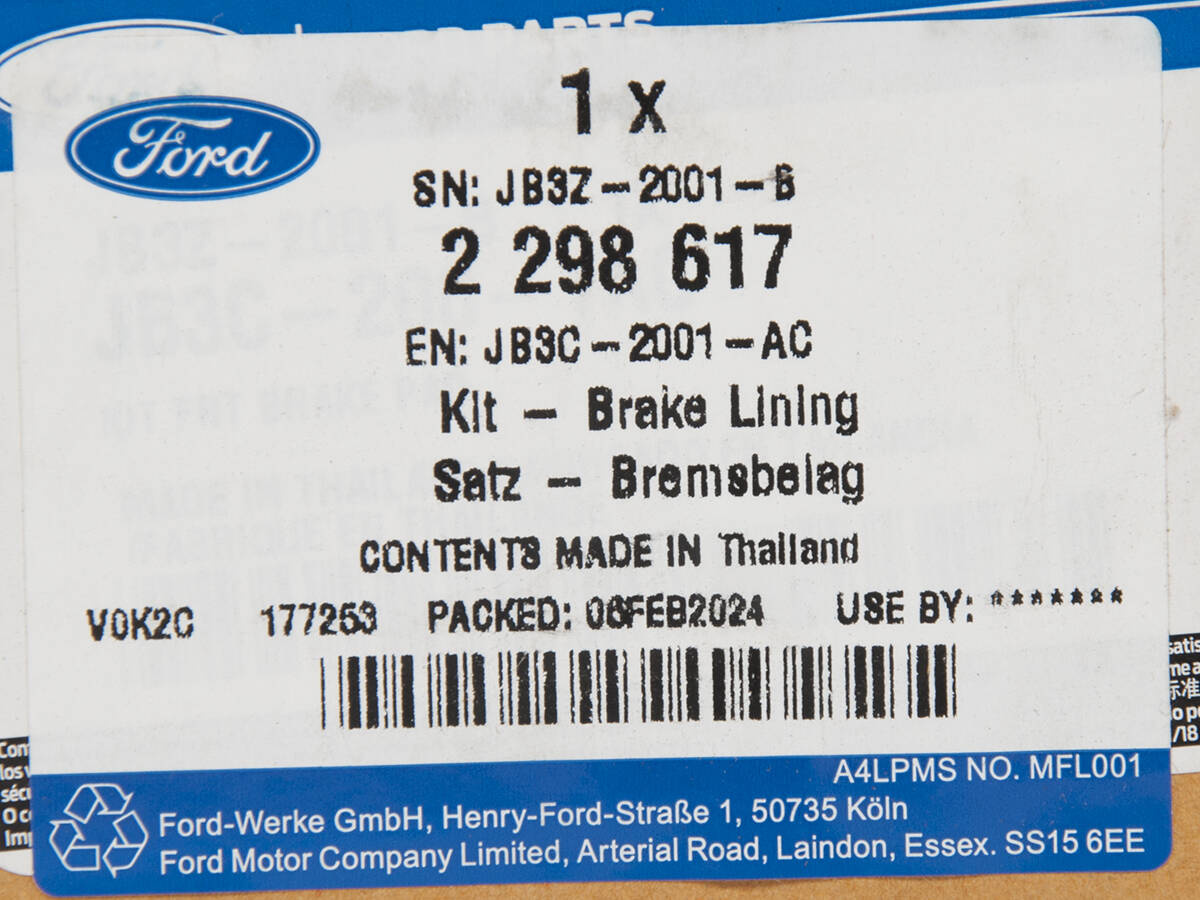 PARTS
Ford
1 x
SN: JB3Z-2001-B
2 298 617
EN: JB3C-2001-AC
Kit - Brake Lining
Satz - Bremsbelag
CONTENTS MADE IN Thailand
V0K2C 177253 PACKED: 06FEB2024 USE BY: *******
A4LPMS NO. MFL001
Ford-Werke GmbH, Henry-Ford-Straße 1, 50735 Köln
Ford Motor Company Limited, Arterial Road, Laindon, Essex. SS15 6EE